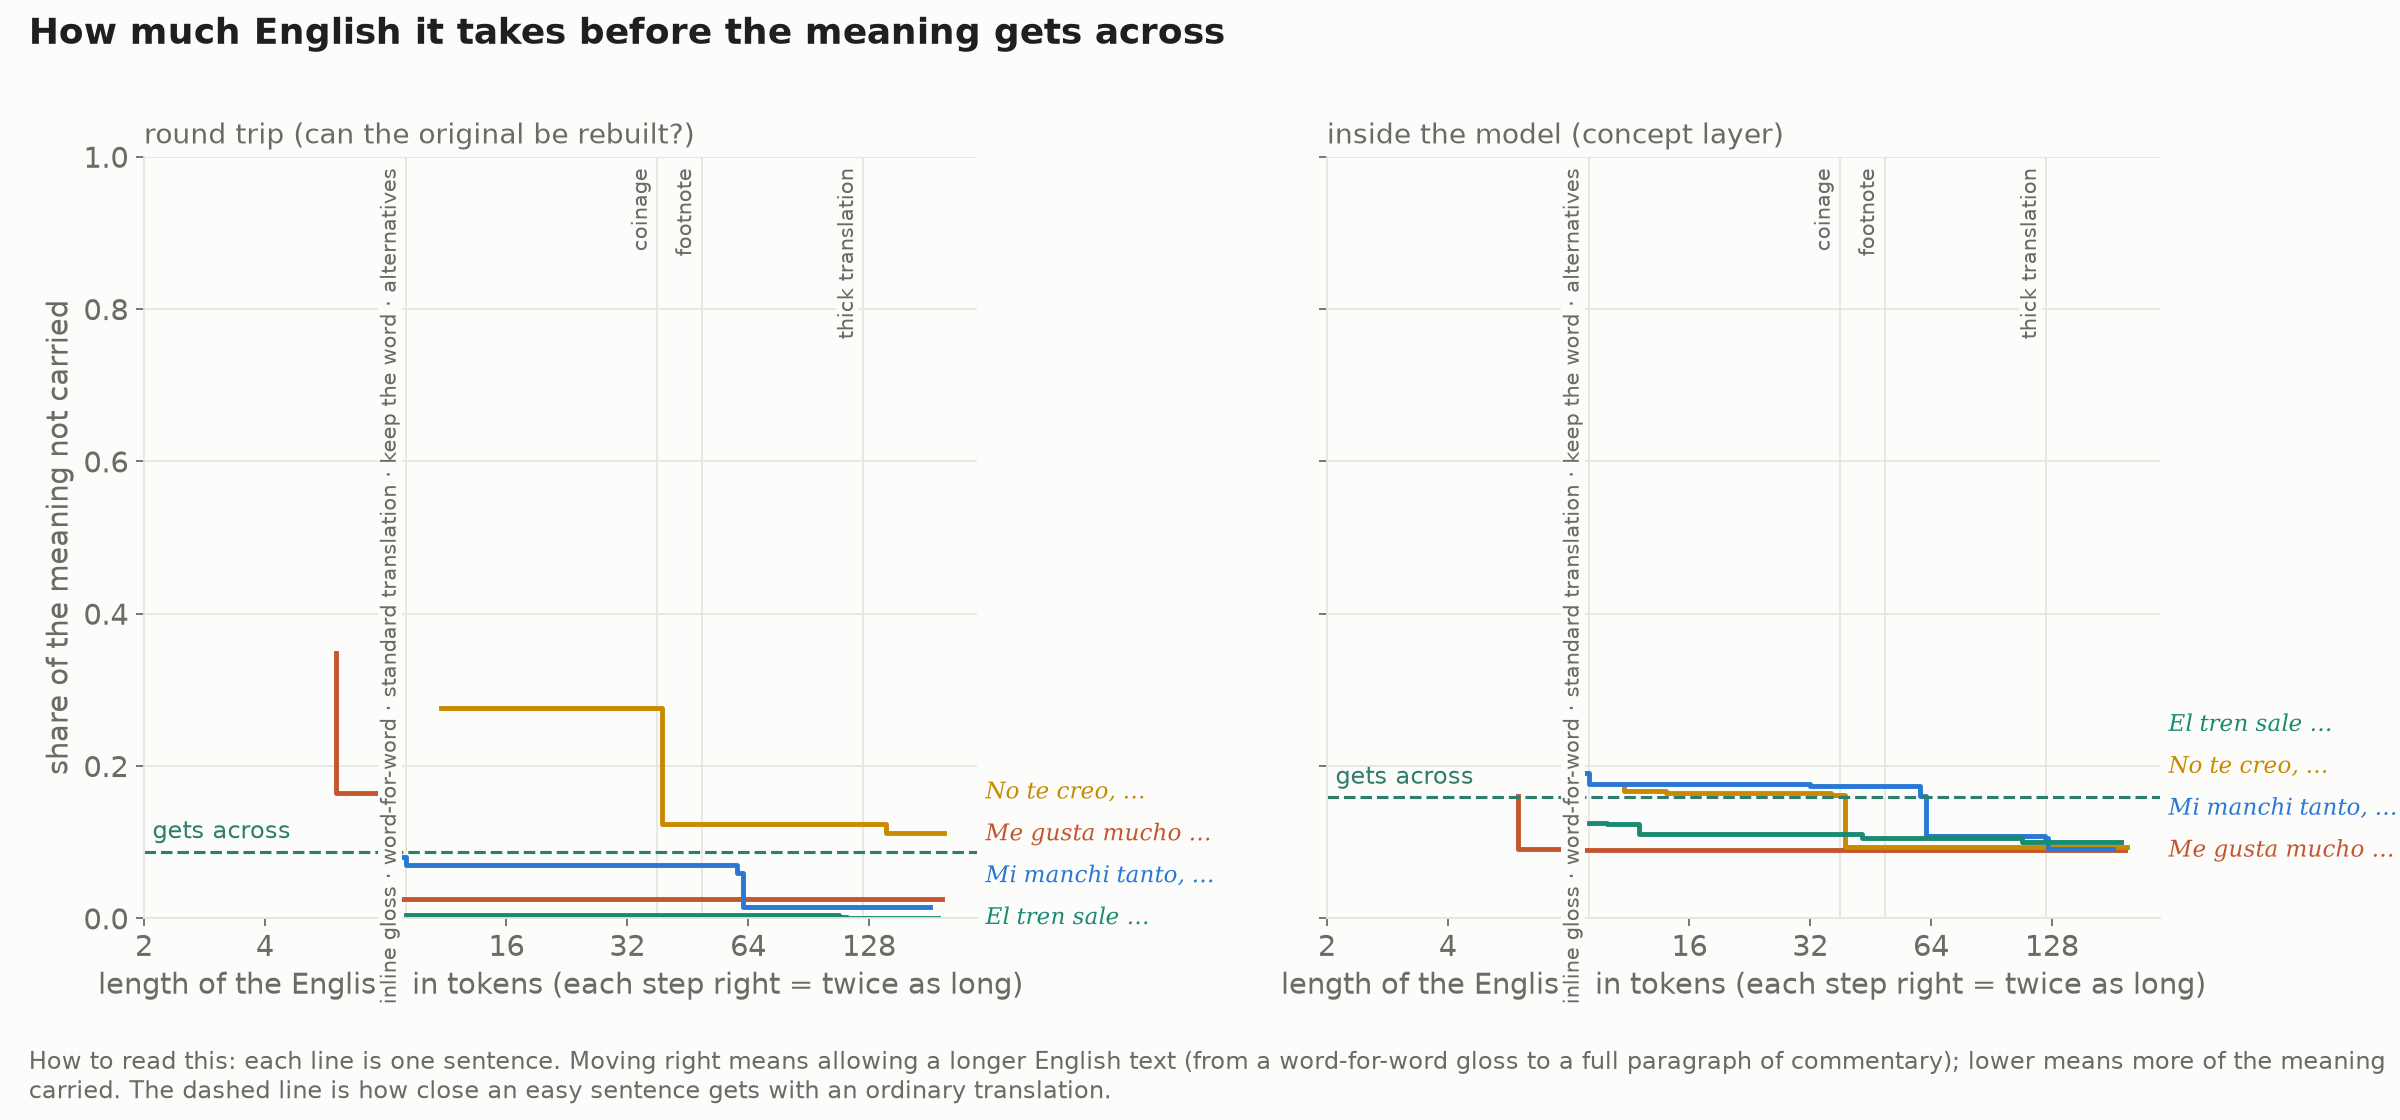 How much English it takes before the meaning gets across
round trip (can the original be rebuilt?)
share of the meaning not carried
1.0
0.8
0.6
0.4
0.2
0.0
inline gloss · word-for-word · standard translation · keep the word · alternatives
coinage
footnote
thick translation
gets across
No te creo, ...
Me gusta mucho ...
Mi manchi tanto, ...
El tren sale ...
2 4 16 32 64 128
length of the Englis in tokens (each step right = twice as long)
inside the model (concept layer)
inline gloss · word-for-word · standard translation · keep the word · alternatives
coinage
footnote
thick translation
gets across
El tren sale ...
No te creo, ...
Mi manchi tanto, ...
Me gusta mucho ...
2 4 16 32 64 128
length of the Englis in tokens (each step right = twice as long)
How to read this: each line is one sentence. Moving right means allowing a longer English text (from a word-for-word gloss to a full paragraph of commentary); lower means more of the meaning
carried. The dashed line is how close an easy sentence gets with an ordinary translation.